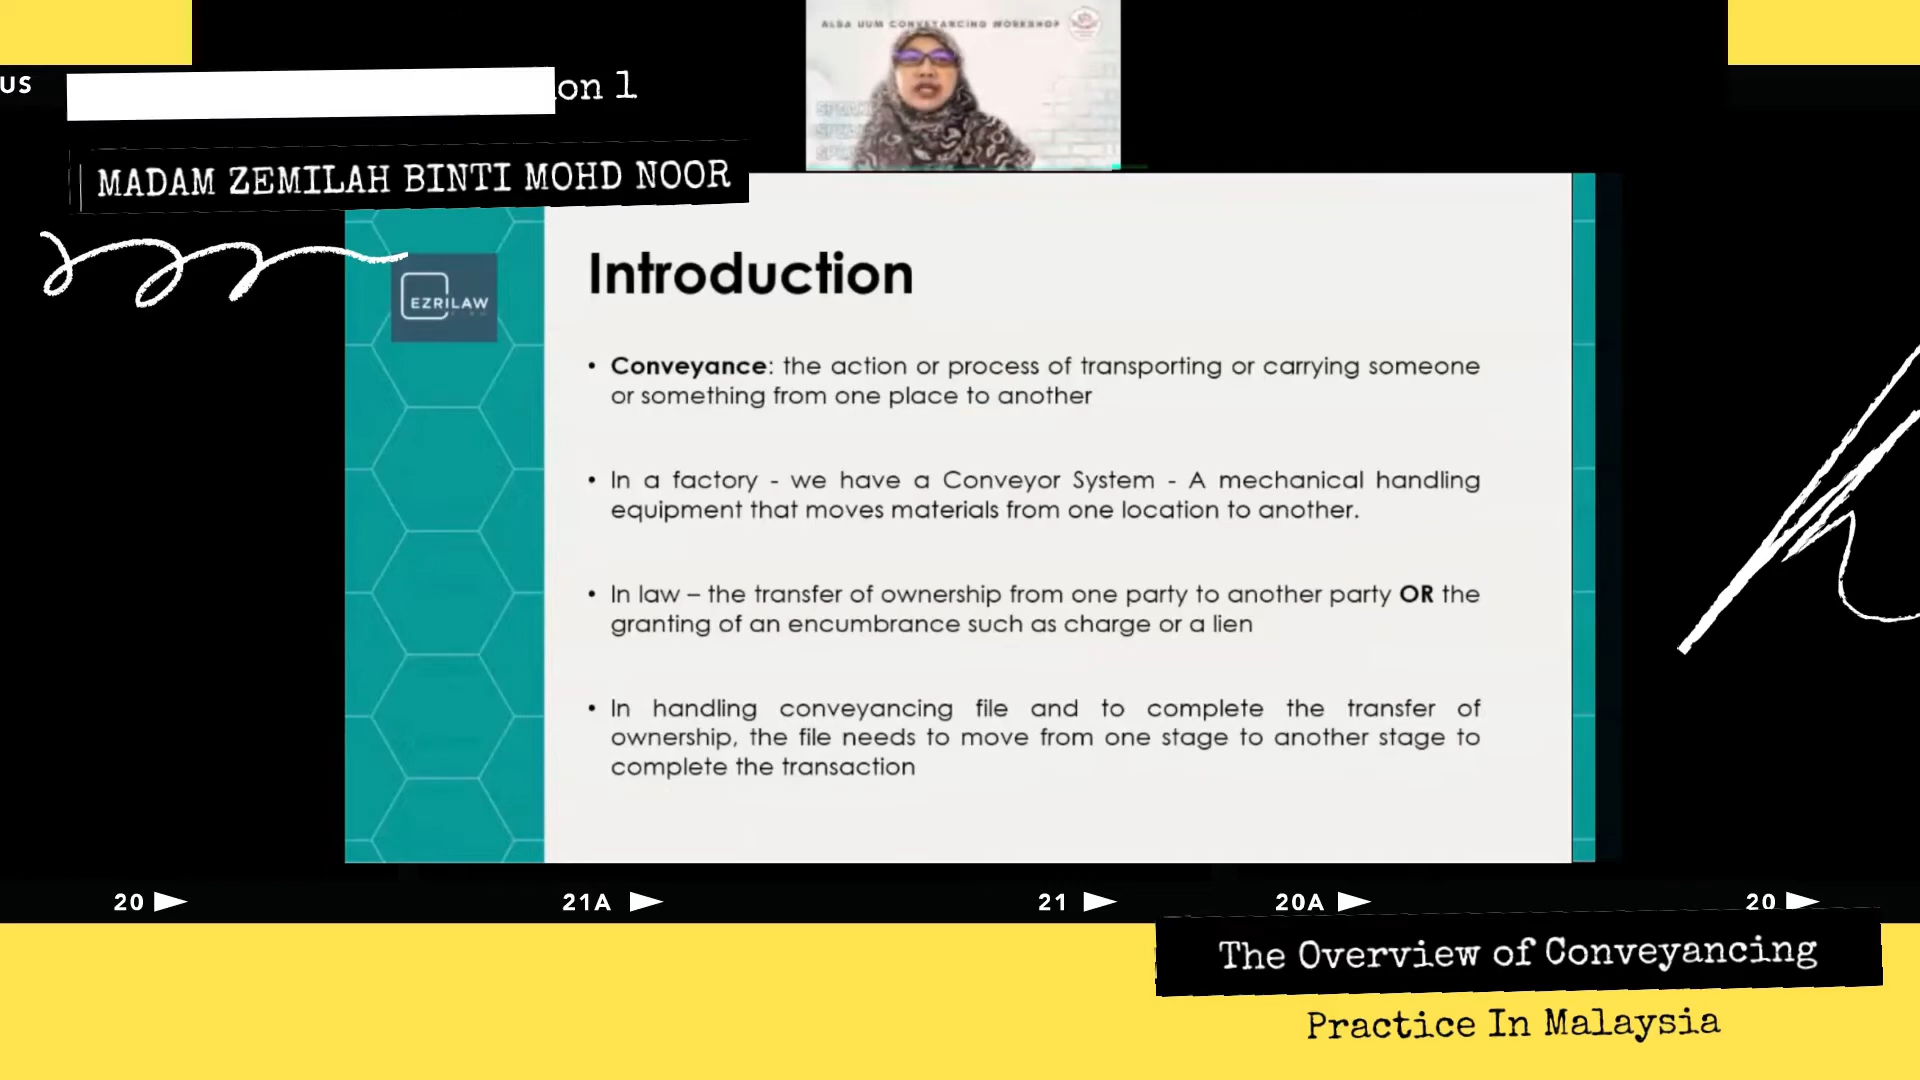 ALSA UUM CONVEYANCING WORKSHOP
US
on 1
MADAM ZEMILAH BINTI MOHD NOOR
EZRILAW
Introduction
• Conveyance: the action or process of transporting or carrying someone
or something from one place to another
• In a factory - we have a Conveyor System - A mechanical handling
equipment that moves materials from one location to another.
• In law – the transfer of ownership from one party to another party OR the
granting of an encumbrance such as charge or a lien
• In handling conveyancing file and to complete the transfer of
ownership, the file needs to move from one stage to another stage to
complete the transaction
20 21A 21 20A 20
The Overview of Conveyancing
Practice In Malaysia